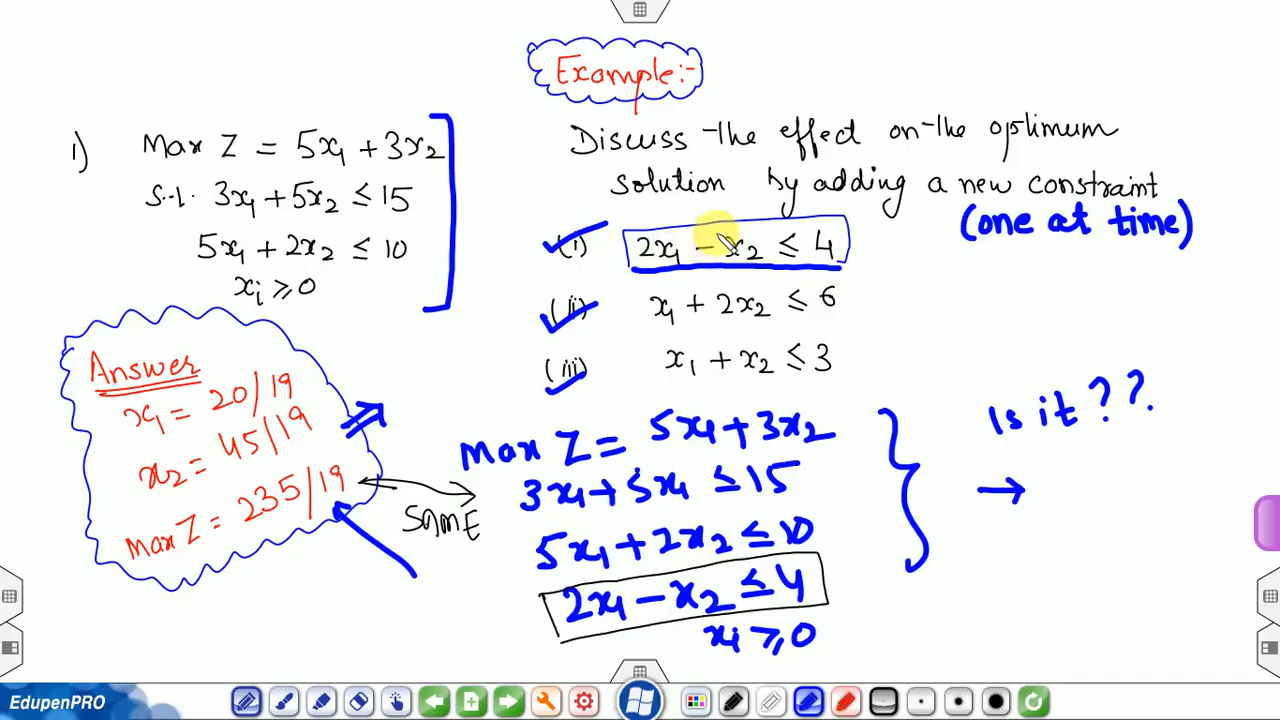 Example:-
1) Max Z = 5x₁ + 3x₂
S.t. 3x₁ + 5x₂ ≤ 15
5x₁ + 2x₂ ≤ 10
xᵢ ≥ 0
Discuss the effect on the optimum
solution by adding a new constraint
(one at time)
(i) 2x₁ - x₂ ≤ 4
(ii) x₁ + 2x₂ ≤ 6
(iii) x₁ + x₂ ≤ 3
Answer
x₁ = 20/19
x₂ = 45/19
max Z = 235/19
SAME
max Z = 5x₁ + 3x₂
3x₁ + 5x₁ ≤ 15
5x₁ + 2x₂ ≤ 10
2x₁ - x₂ ≤ 4
xᵢ ≥ 0
Is it ??
→
EdupenPRO